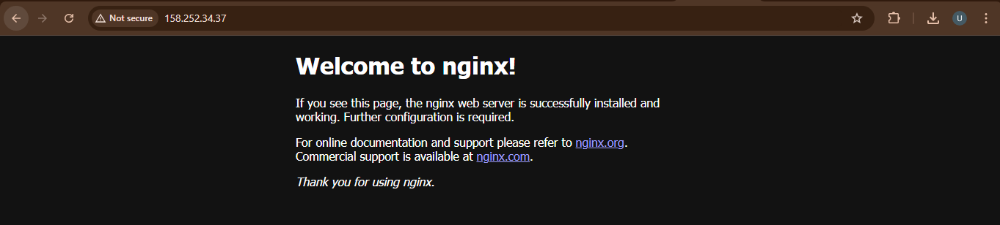 Not secure 158.252.34.37 U
Welcome to nginx!
If you see this page, the nginx web server is successfully installed and
working. Further configuration is required.
For online documentation and support please refer to nginx.org.
Commercial support is available at nginx.com.
Thank you for using nginx.